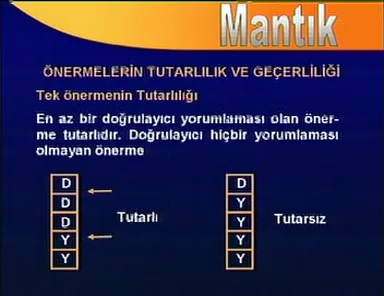 Mantık
ÖNERMELERİN TUTARLILIK VE GEÇERLİLİĞİ
Tek önermenin Tutarlılığı
En az bir doğrulayıcı yorumlaması olan öner-
me tutarlıdır. Doğrulayıcı hiçbir yorumlaması
olmayan önerme
D D
D Y
D Tutarlı Y Tutarsız
Y Y
Y Y